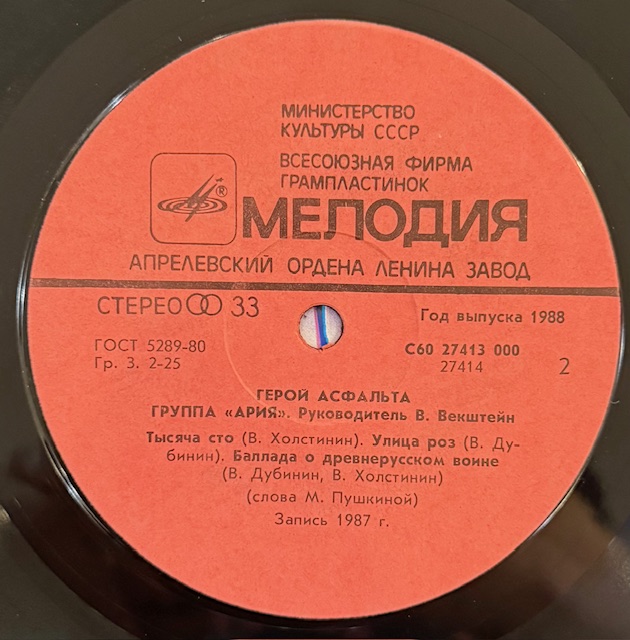 МИНИСТЕРСТВО
КУЛЬТУРЫ СССР
ВСЕСОЮЗНАЯ ФИРМА
ГРАМПЛАСТИНОК
®
МЕЛОДИЯ
АПРЕЛЕВСКИЙ ОРДЕНА ЛЕНИНА ЗАВОД
СТЕРЕО 33
Год выпуска 1988
ГОСТ 5289-80
Гр. 3. 2-25
С60 27413 000
27414
2
ГЕРОЙ АСФАЛЬТА
ГРУППА «АРИЯ». Руководитель В. Векштейн
Тысяча сто (В. Холстинин). Улица роз (В. Ду-
бинин). Баллада о древнерусском воине
(В. Дубинин, В. Холстинин)
(слова М. Пушкиной)
Запись 1987 г.